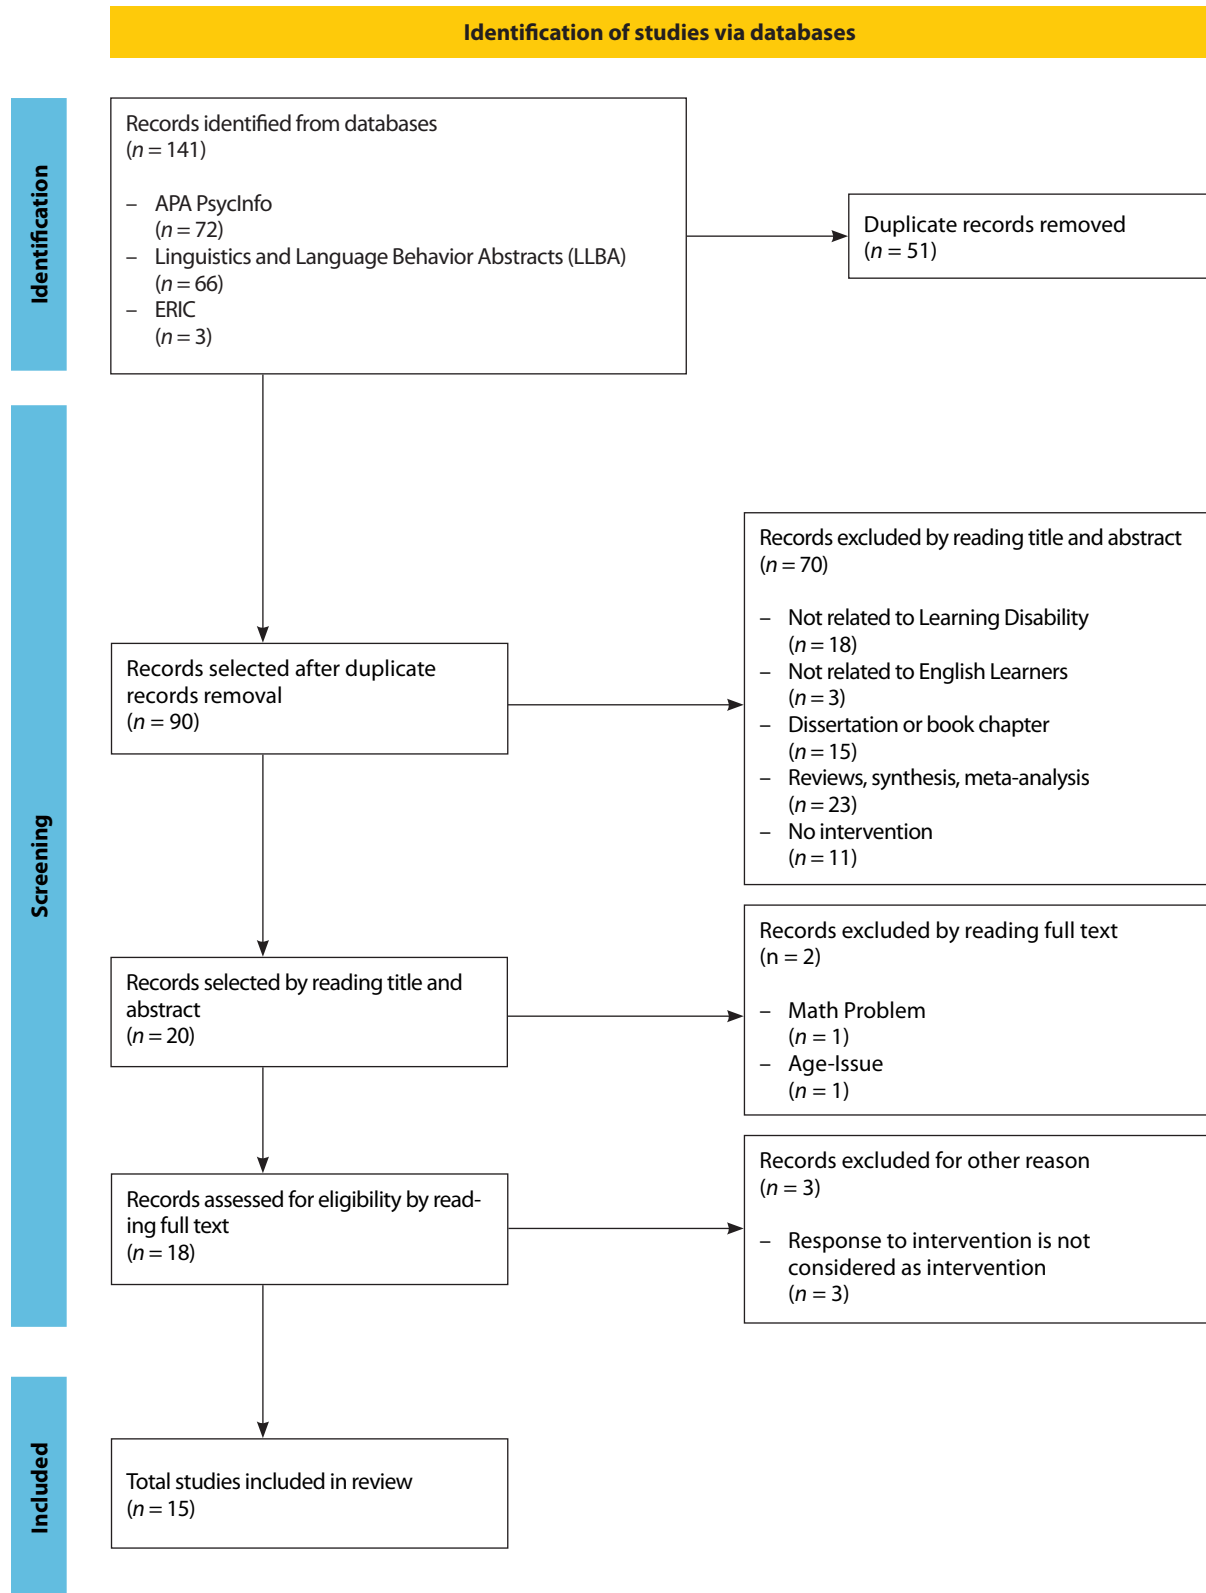 Identification of studies via databases
Identification
Records identified from databases
(n = 141)
– APA PsycInfo
(n = 72)
– Linguistics and Language Behavior Abstracts (LLBA)
(n = 66)
– ERIC
(n = 3)
Duplicate records removed
(n = 51)
Screening
Records selected after duplicate
records removal
(n = 90)
Records excluded by reading title and abstract
(n = 70)
– Not related to Learning Disability
(n = 18)
– Not related to English Learners
(n = 3)
– Dissertation or book chapter
(n = 15)
– Reviews, synthesis, meta-analysis
(n = 23)
– No intervention
(n = 11)
Records selected by reading title and
abstract
(n = 20)
Records excluded by reading full text
(n = 2)
– Math Problem
(n = 1)
– Age-Issue
(n = 1)
Records assessed for eligibility by read-
ing full text
(n = 18)
Records excluded for other reason
(n = 3)
– Response to intervention is not
considered as intervention
(n = 3)
Included
Total studies included in review
(n = 15)